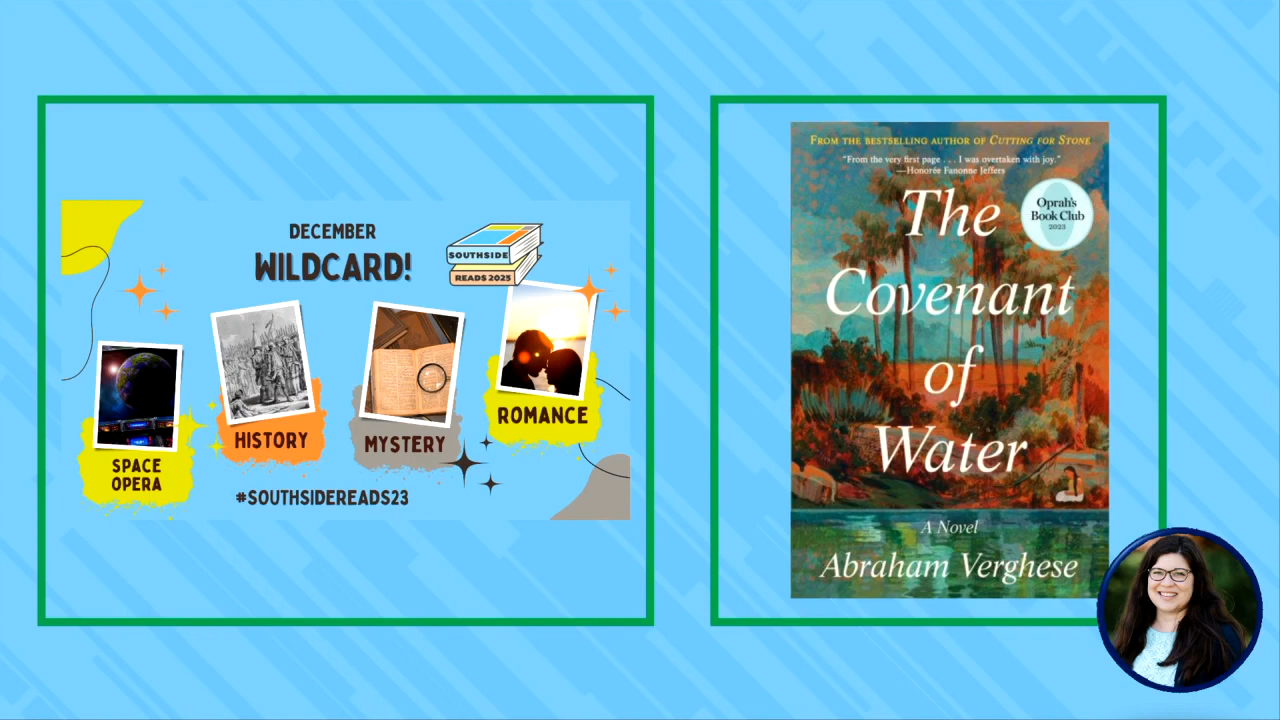 DECEMBER
WILDCARD!
SOUTHSIDE
READS 2025
SPACE
OPERA
HISTORY
MYSTERY
ROMANCE
#SOUTHSIDEREADS23
FROM THE BESTSELLING AUTHOR OF CUTTING FOR STONE
"From the very first page . . . I was overtaken with joy."
—Honorée Fanonne Jeffers
The
Covenant
of
Water
Oprah's
Book Club
2023
A Novel
Abraham Verghese